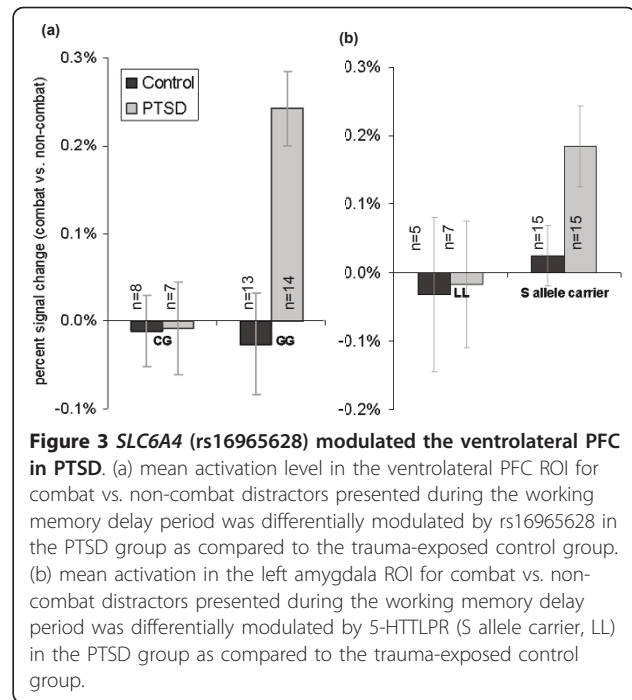 (a)
0.3%
0.2%
0.1%
0.0%
-0.1%
percent signal change (combat vs. non-combat)
Control
PTSD
n=8
n=7
n=13
n=14
CG
GG
(b)
0.3%
0.2%
0.1%
0.0%
-0.1%
-0.2%
n=5
n=7
n=15
n=15
LL
S allele carrier
Figure 3 SLC6A4 (rs16965628) modulated the ventrolateral PFC
in PTSD. (a) mean activation level in the ventrolateral PFC ROI for
combat vs. non-combat distractors presented during the working
memory delay period was differentially modulated by rs16965628 in
the PTSD group as compared to the trauma-exposed control group.
(b) mean activation in the left amygdala ROI for combat vs. non-
combat distractors presented during the working memory delay
period was differentially modulated by 5-HTTLPR (S allele carrier, LL)
in the PTSD group as compared to the trauma-exposed control
group.